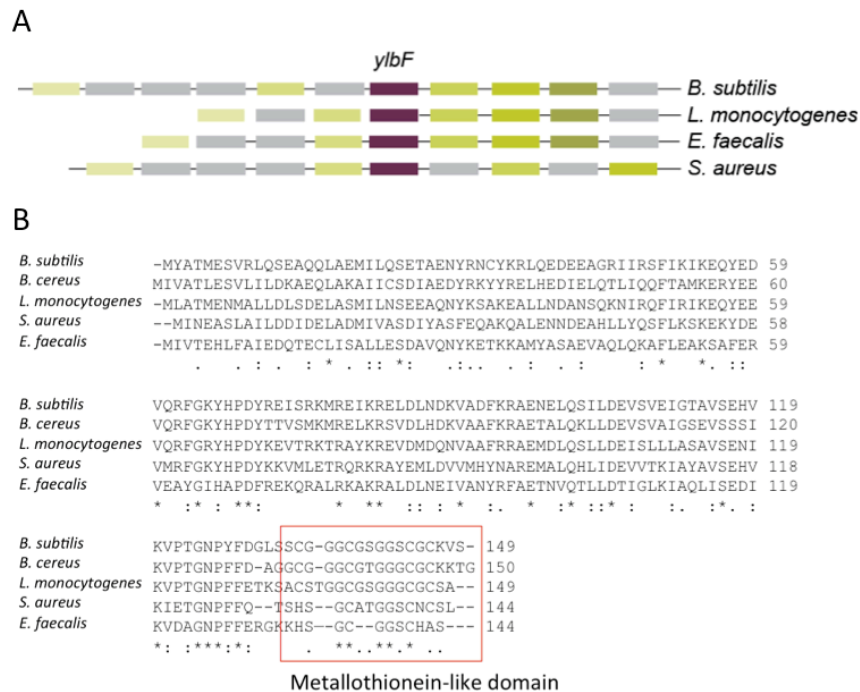 A
ylbF
B. subtilis
L. monocytogenes
E. faecalis
S. aureus
B
B. subtilis -MYATMESVRLQSEAQQLAEMILQSETAENYRNCYKRLQEDEEAGRIIRSFIKIKEQYED 59
B. cereus MIVATLESVLILDKAEQLAKAIICSDIAEDYRKYYRELHEDIELQTLIQQFTAMKERYEE 60
L. monocytogenes -MLATMENMALLDLSDELASMILNSEEAQNYKSAKEALLNDANSQKNIRQFIRIKEQYEE 59
S. aureus --MINEASLAILDDIDELADMIVASDIYASFEQAKQALENNDEAHLLYQSFLKSKEKYDE 58
E. faecalis -MIVTEHLFAIEDQTECLISALLESDAVQNYKETKKAMYASAEVAQLQKAFLEAKSAFER 59
. : . : * . ::* .:.. . : . * * . ::
B. subtilis VQRFGKYHPDYREISRKMREIKRELDLNDKVADFKRAENELQSILDEVSVEIGTAVSEHV 119
B. cereus VQRFGKYHPDYTTVSMKMREIKRELRSVDLHDKVAAFKRAETALQSILDEVSVAIGSEVSSSI 120
L. monocytogenes VQRFGRYHPDYKEVTRKTRAYKREVDMDQNVAAFRRAEMDLQSLLDEISLLLASAVSENI 119
S. aureus VMRFGKYHPDYKKVMLETRQRKRAYEMLDVVMHYNAREMALQHLIDEVVTKIAYAVSEHV 118
E. faecalis VEAYGIHAPDFREKQRALRKAKRALDLNEIVANYRFAETNVQTLLDTIGLKIAQLISEDI 119
* :* **: * ** : * :. * :* ::* : :. :* . :
B. subtilis KVPTGNPYFDGLSSCG-GGCGSGGSCGCKVS- 149
B. cereus KVPTGNPFFD-AGGCG-GGCGTGGGCGCKKTG 150
L. monocytogenes KVPTGNPFFETKSACSTGGCGSGGSCGCSA-- 149
S. aureus KIETGNPFFQ--TSHS--GCATGGSCNCSL-- 144
E. faecalis KVDAGNPFFERGKKHS--GC--GGSCHAS--- 144
*: :***:*: . ** **.* ..
Metallothionein-like domain